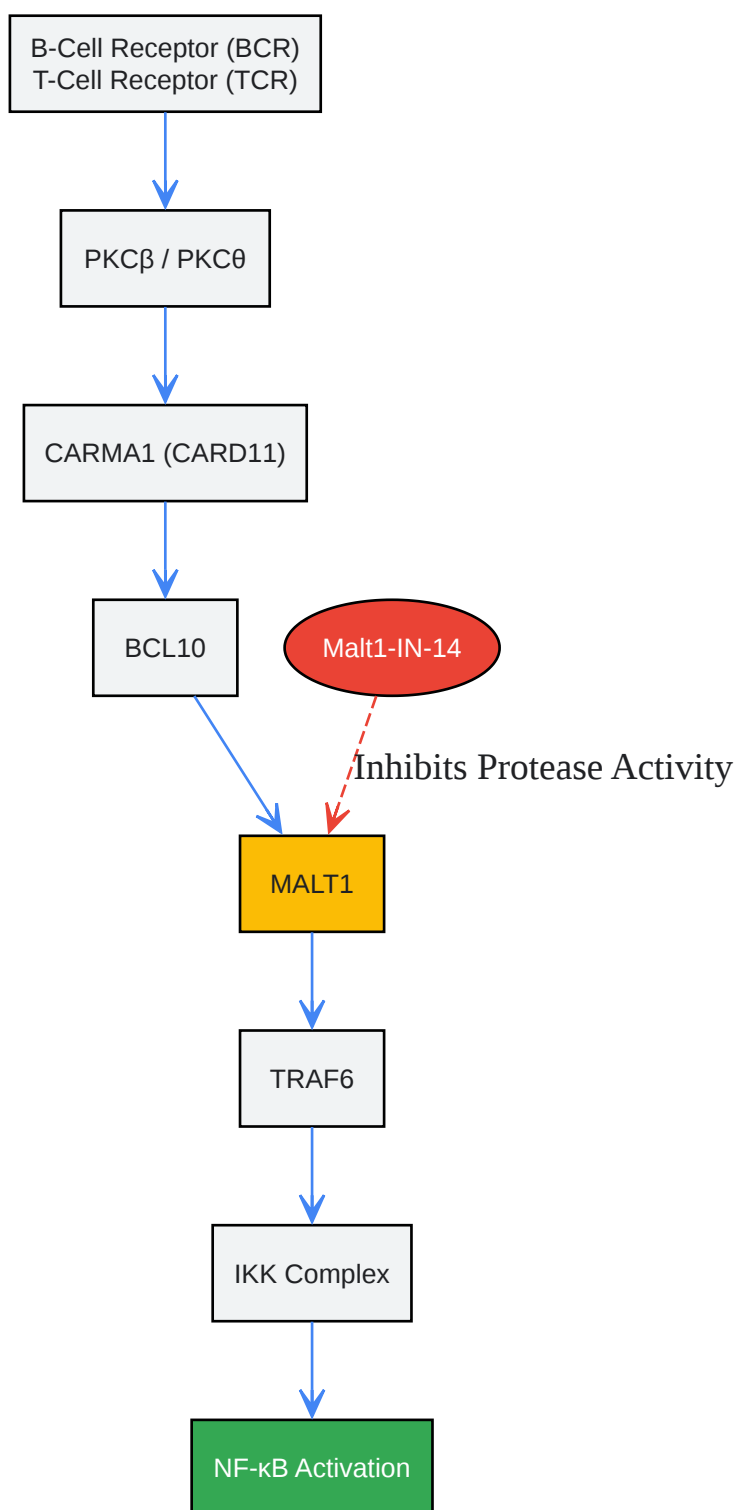 B-Cell Receptor (BCR)
T-Cell Receptor (TCR)
PKCβ / PKCθ
CARMA1 (CARD11)
BCL10
Malt1-IN-14
Inhibits Protease Activity
MALT1
TRAF6
IKK Complex
NF-κB Activation